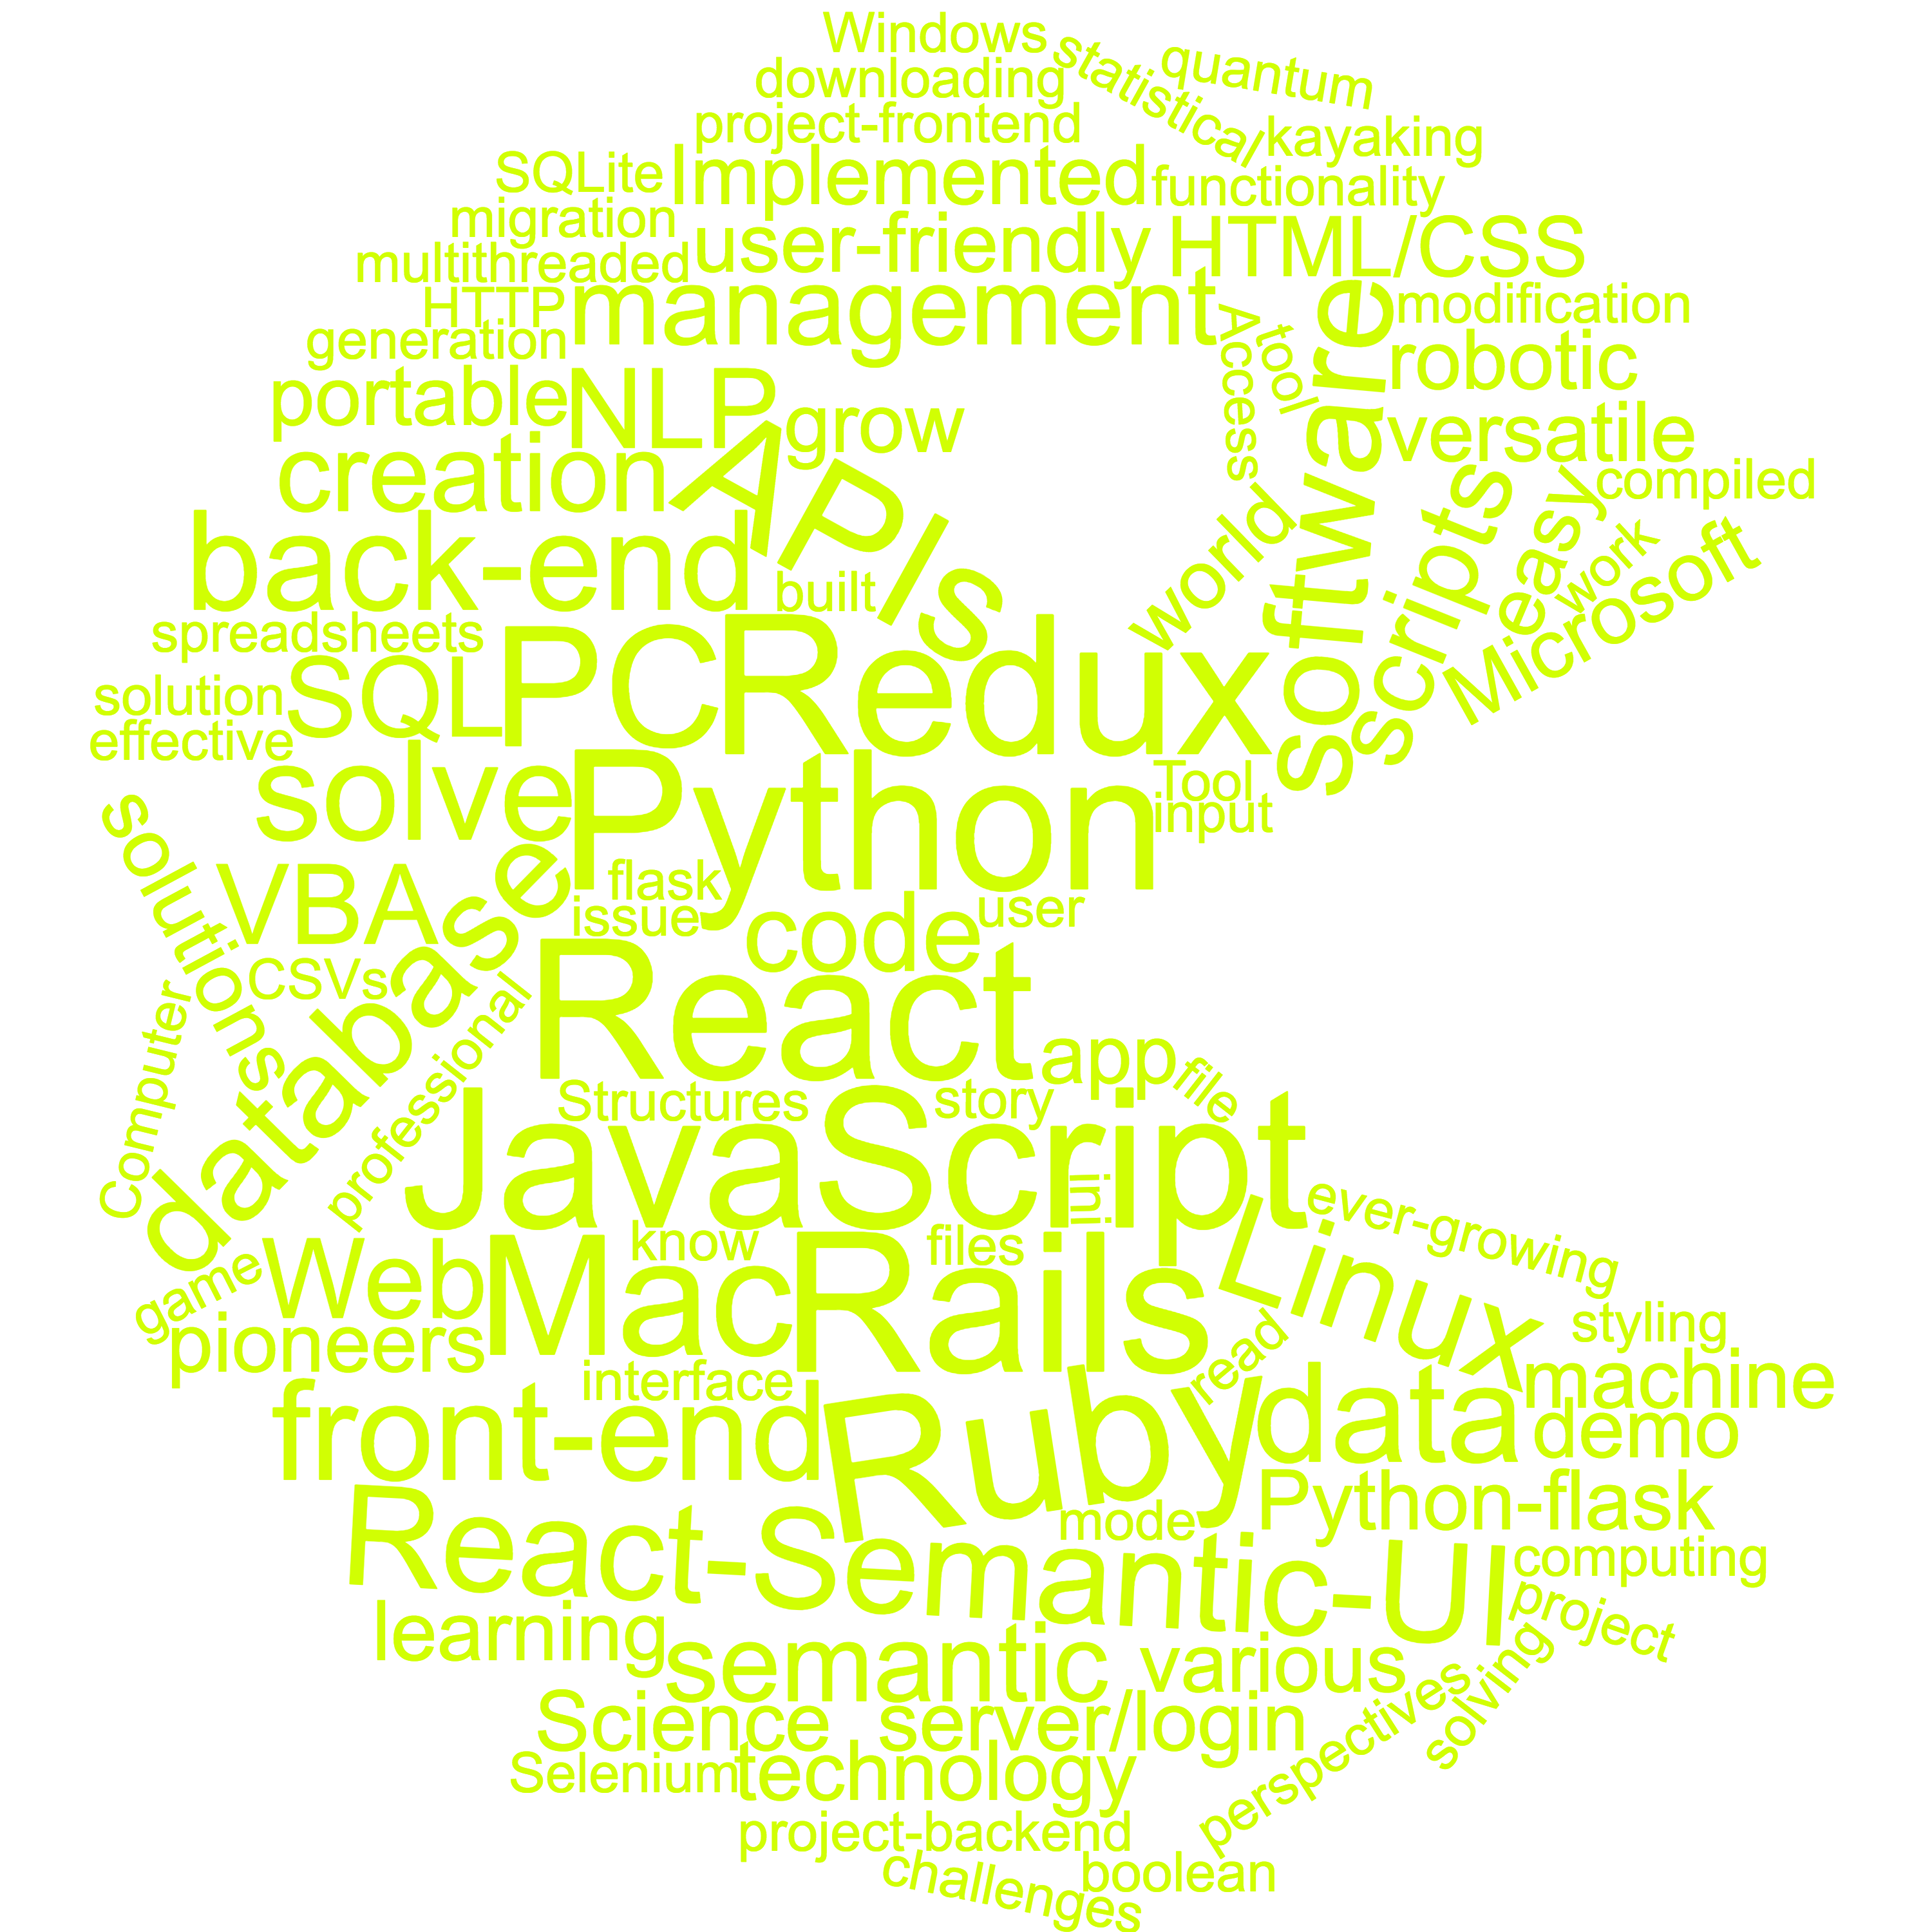 Windows
statistical
quantum
downloading
project-frontend
kayaking
SQLite
Implemented
functionality
migration
user-friendly
HTML/CSS
multithreaded
HTTP
management
modification
generation
Access
told
software
robotic
portable
NLP
grow
versatile
creation
APIs
compiled
back-end
built
world
scripts
easy
work
Microsoft
spreadsheets
SQL
PC
Redux
solution
effective
solve
Python
Tool
input
solutions
VBA
flask
issue
code
user
CSVs
database
React
Computer
professional
app
file
Structures
story
JavaScript
ever-growing
know
files
Linux
game
Web
Mac
Rails
styling
pioneers
read
machine
interface
front-end
Ruby
data
demo
Python-flask
mode
React-Semantic-UI
computing
project
learning
semantic
various
solving
Science
server/login
perspectives
Selenium
technology
project-backend
boolean
challenges